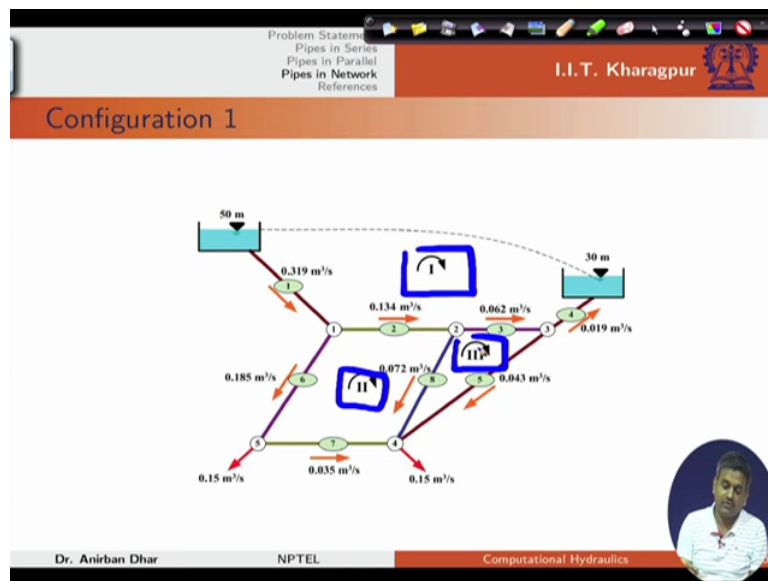 Problem Stateme
Pipes in Series
Pipes in Parallel
Pipes in Network
References
I.I.T. Kharagpur
Configuration 1
50 m
30 m
I
0.319 m³/s
1
0.134 m³/s
0.062 m³/s
4
0.019 m³/s
1
2
2
3
3
III
0.185 m³/s
6
II
0.072 m³/s
8
5
0.043 m³/s
5
7
4
0.15 m³/s
0.035 m³/s
0.15 m³/s
Dr. Anirban Dhar
NPTEL
Computational Hydraulics